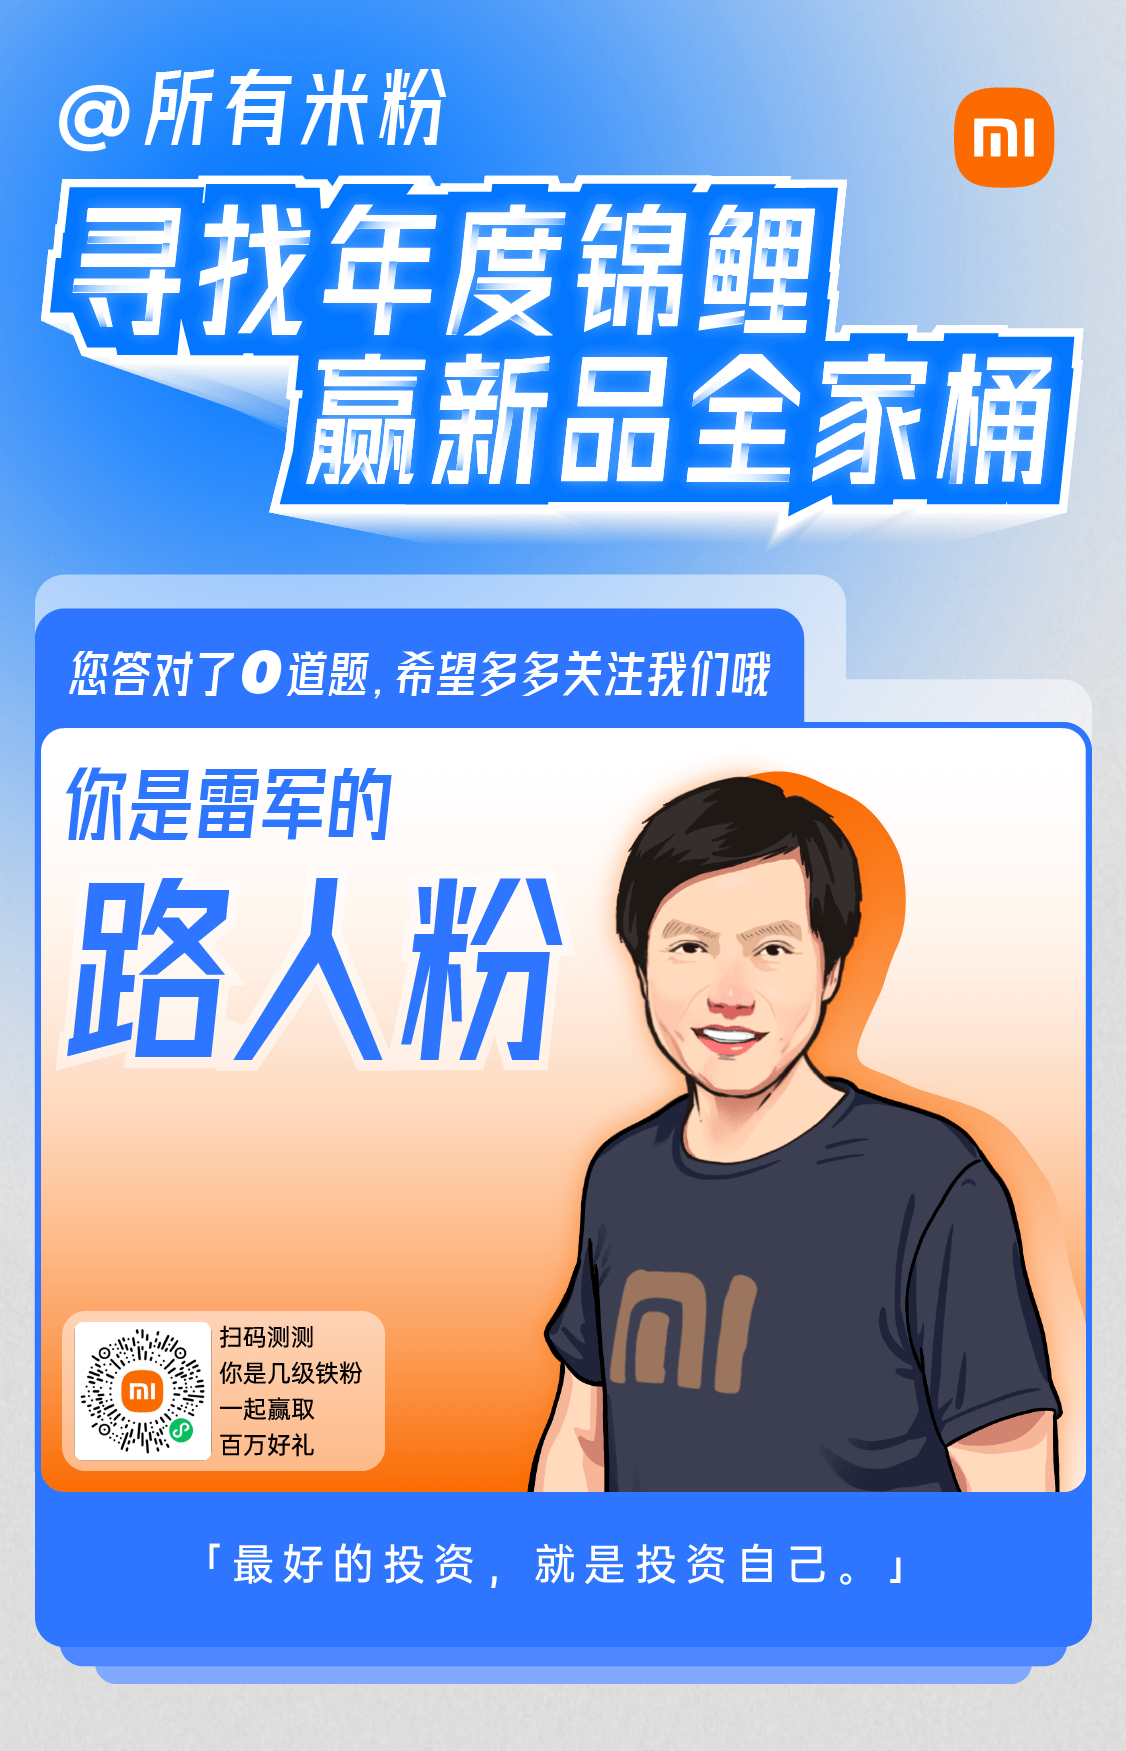 @所有米粉
寻找年度锦鲤
赢新品全家桶
您答对了0道题,希望多多关注我们哦
你是雷军的
路人粉
扫码测测
你是几级铁粉
一起赢取
百万好礼
「最好的投资，就是投资自己。」